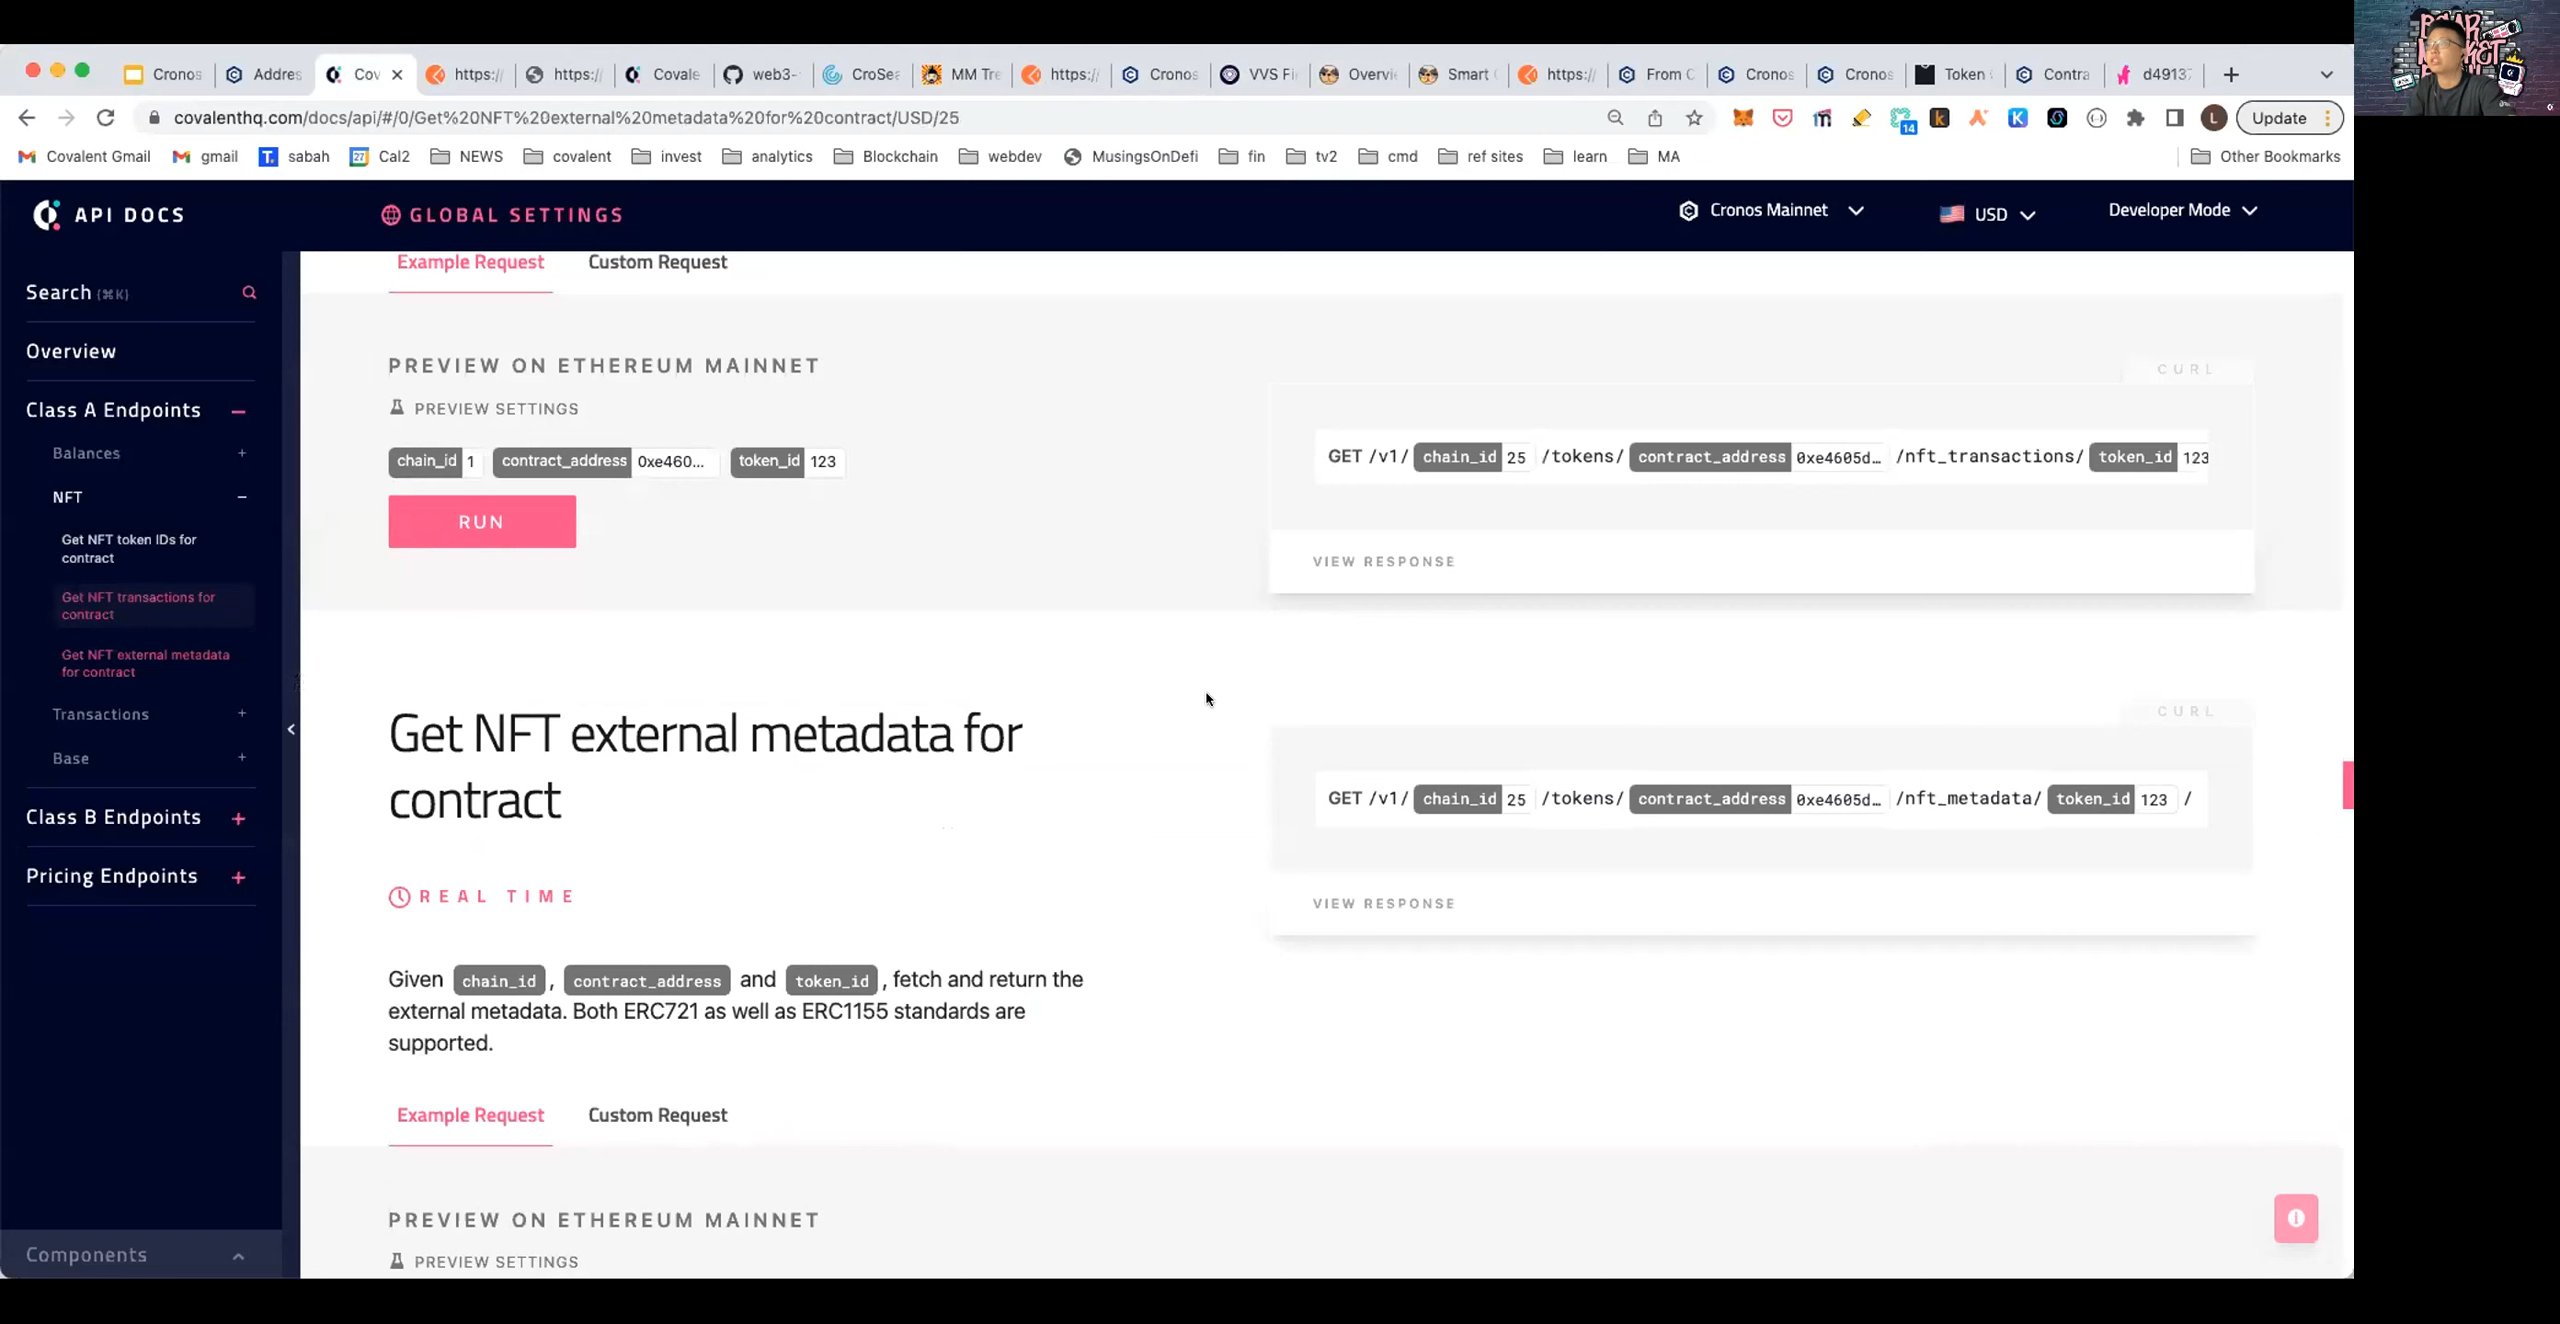 Cronos
Addres
Cov
https:/
https:/
Covale
web3-
CroSea
MM Tre
https:/
Cronos
VVS Fi
Overvi
Smart
https:/
From C
Cronos
Cronos
Token
Contra
d4913
covalenthq.com/docs/api/#/0/Get%20NFT%20external%20metadata%20for%20contract/USD/25
14
L
Update
Covalent Gmail
gmail
sabah
27
Cal2
NEWS
covalent
invest
analytics
Blockchain
webdev
MusingsOnDefi
fin
tv2
cmd
ref sites
learn
MA
Other Bookmarks
API DOCS
GLOBAL SETTINGS
Cronos Mainnet
USD
Developer Mode
Search (⌘K)
Overview
Class A Endpoints
Balances +
NFT −
Get NFT token IDs for
contract
Get NFT transactions for
contract
Get NFT external metadata
for contract
Transactions +
Base +
Class B Endpoints +
Pricing Endpoints +
Components
Example Request Custom Request
PREVIEW ON ETHEREUM MAINNET
PREVIEW SETTINGS
chain_id 1 contract_address 0xe460... token_id 123
RUN
CURL
GET /v1/ chain_id 25 /tokens/ contract_address 0xe4605d… /nft_transactions/ token_id 123
VIEW RESPONSE
Get NFT external metadata for
contract
REAL TIME
Given chain_id , contract_address and token_id , fetch and return the
external metadata. Both ERC721 as well as ERC1155 standards are
supported.
CURL
GET /v1/ chain_id 25 /tokens/ contract_address 0xe4605d… /nft_metadata/ token_id 123 /
VIEW RESPONSE
Example Request Custom Request
PREVIEW ON ETHEREUM MAINNET
PREVIEW SETTINGS